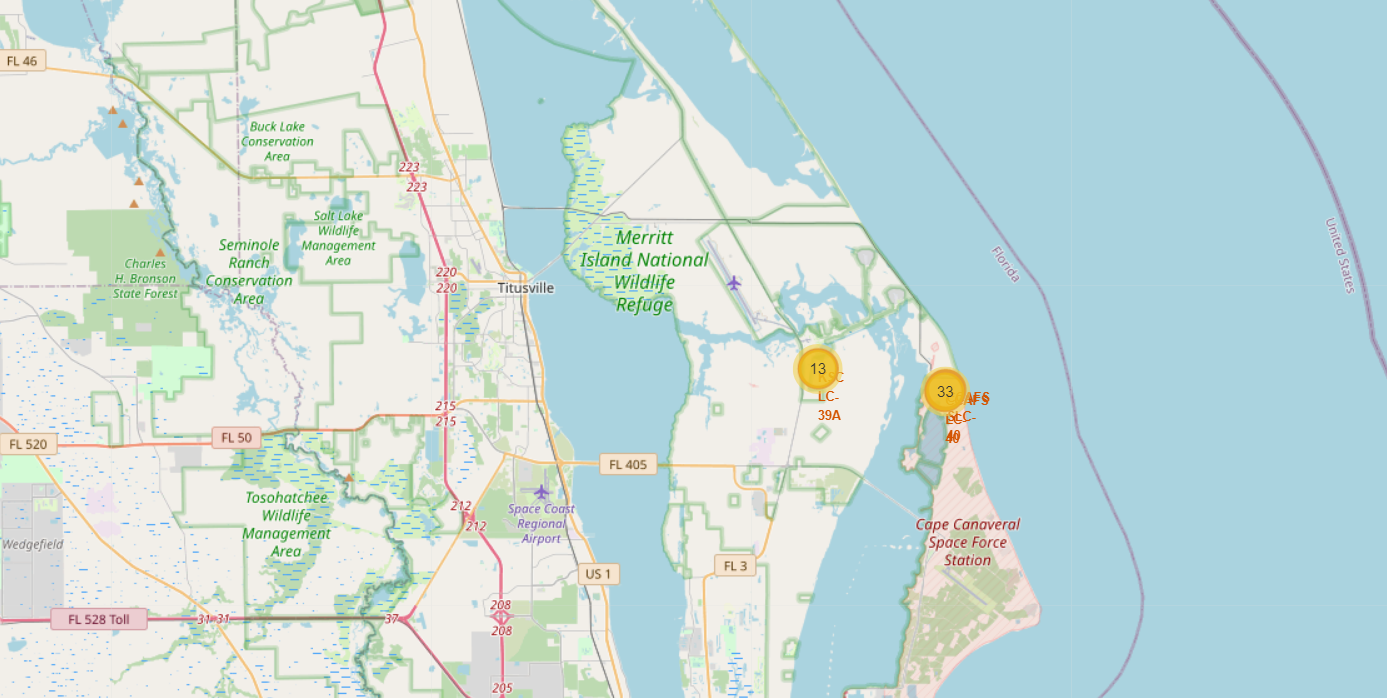 FL 46
Buck Lake
Conservation
Area
223
223
Salt Lake
Wildlife
Management
Area
Seminole
Ranch
Conservation
Area
Charles
H. Bronson
State Forest
220
220
Titusville
Merritt
Island National
Wildlife
Refuge
Florida
United States
13
LC-
39A
33
40
215
215
FL 50
FL 520
FL 405
Tosohatchee
Wildlife
Management
Area
212
212
Space Coast
Regional
Airport
Cape Canaveral
Space Force
Station
Wedgefield
US 1
FL 3
FL 528 Toll
31
31
37
208
208
205